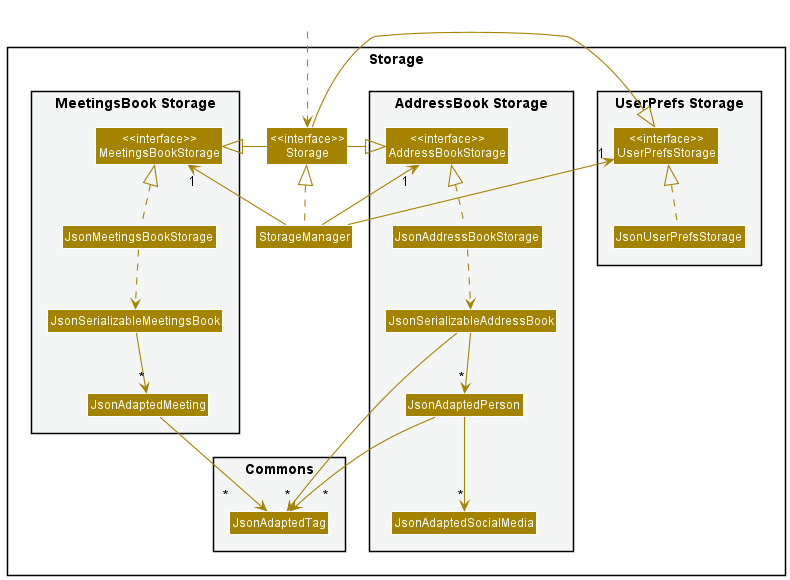 Storage
MeetingsBook Storage
AddressBook Storage
UserPrefs Storage
<<interface>>
MeetingsBookStorage
<<interface>>
Storage
<<interface>>
AddressBookStorage
<<interface>>
UserPrefsStorage
1
1
1
JsonMeetingsBookStorage
StorageManager
JsonAddressBookStorage
JsonUserPrefsStorage
JsonSerializableMeetingsBook
JsonSerializableAddressBook
*
*
JsonAdaptedMeeting
JsonAdaptedPerson
Commons
*
*
*
*
JsonAdaptedTag
JsonAdaptedSocialMedia